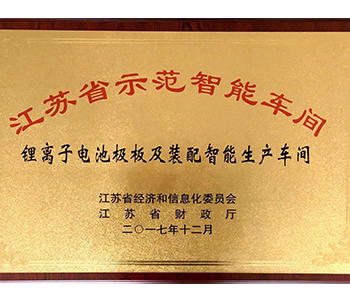 江苏省示范智能车间
锂离子电池极板及装配智能生产车间
江苏省经济和信息化委员会
江苏省财政厅
二〇一七年十二月